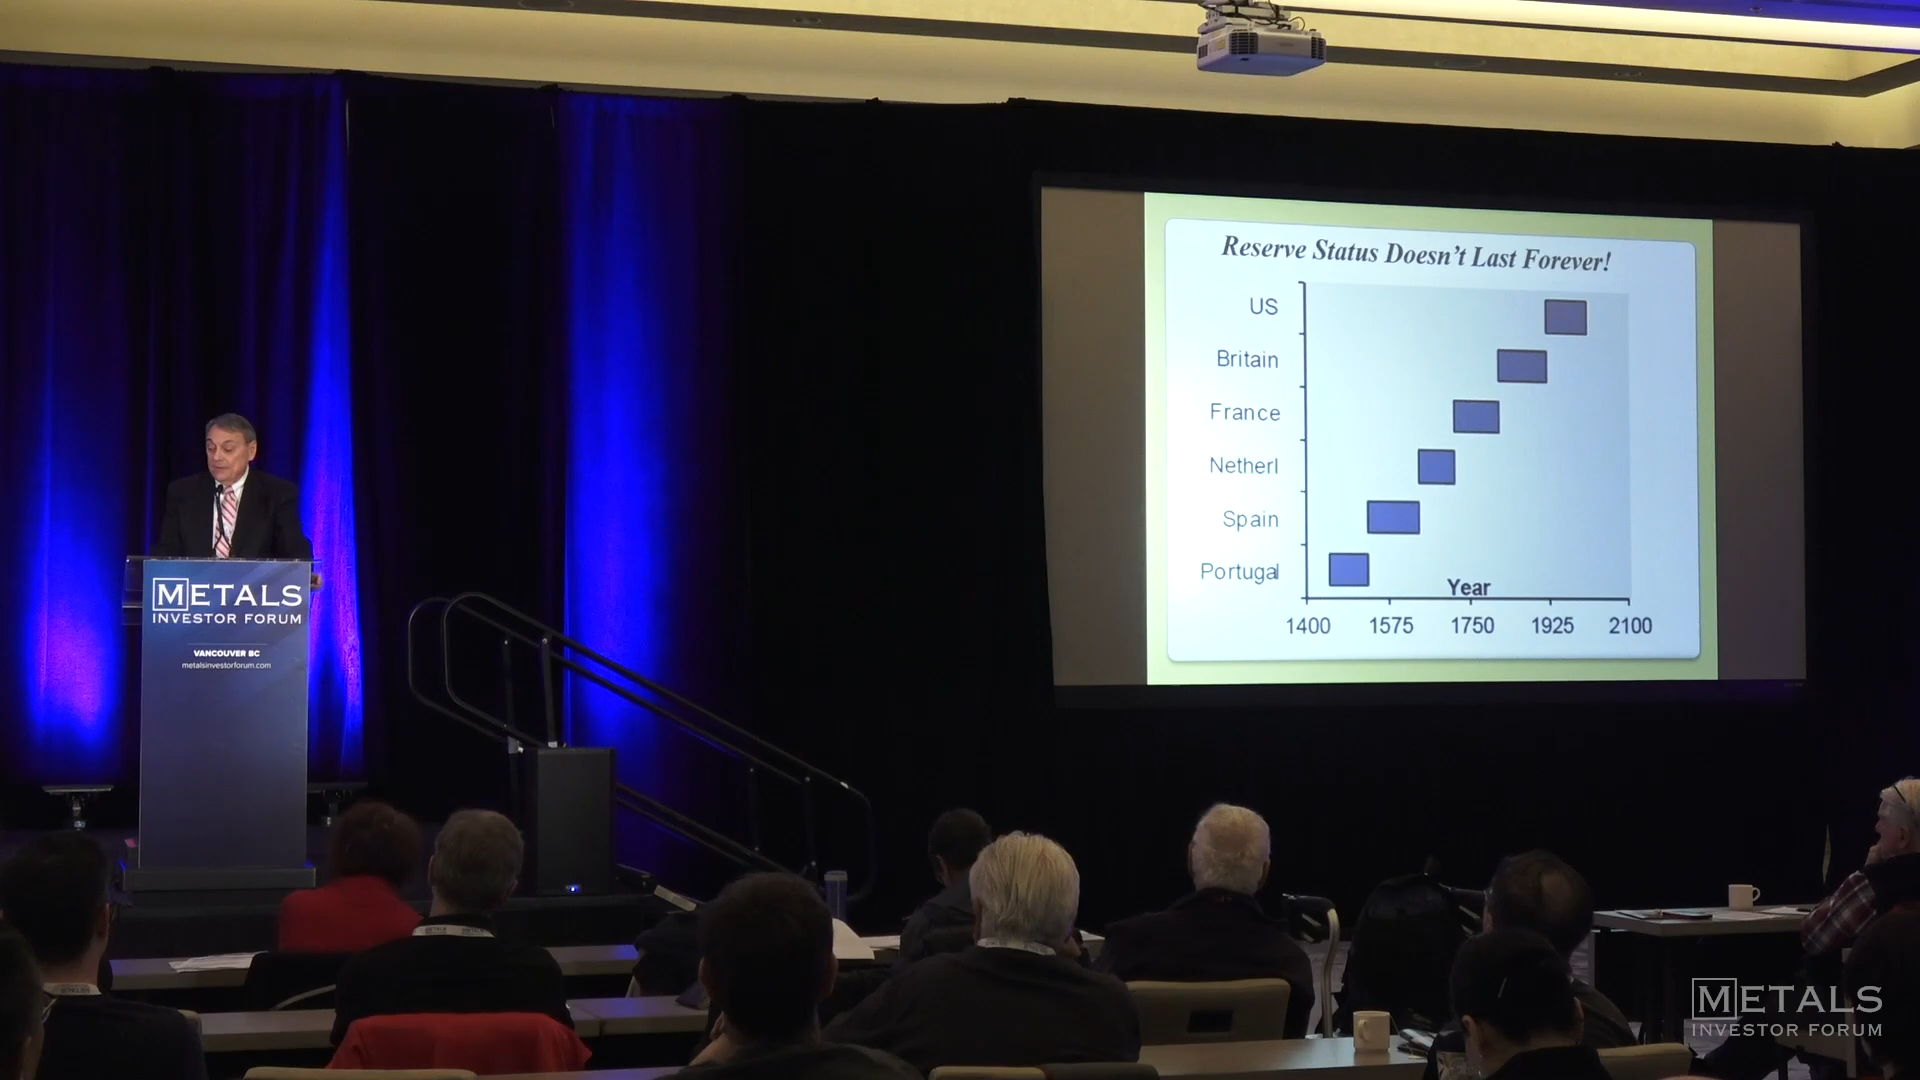 METALS
INVESTOR FORUM
VANCOUVER BC
metalsinvestorforum.com
Reserve Status Doesn't Last Forever!
US
Britain
France
Netherl
Spain
Portugal
Year
1400 1575 1750 1925 2100
METALS
INVESTOR FORUM